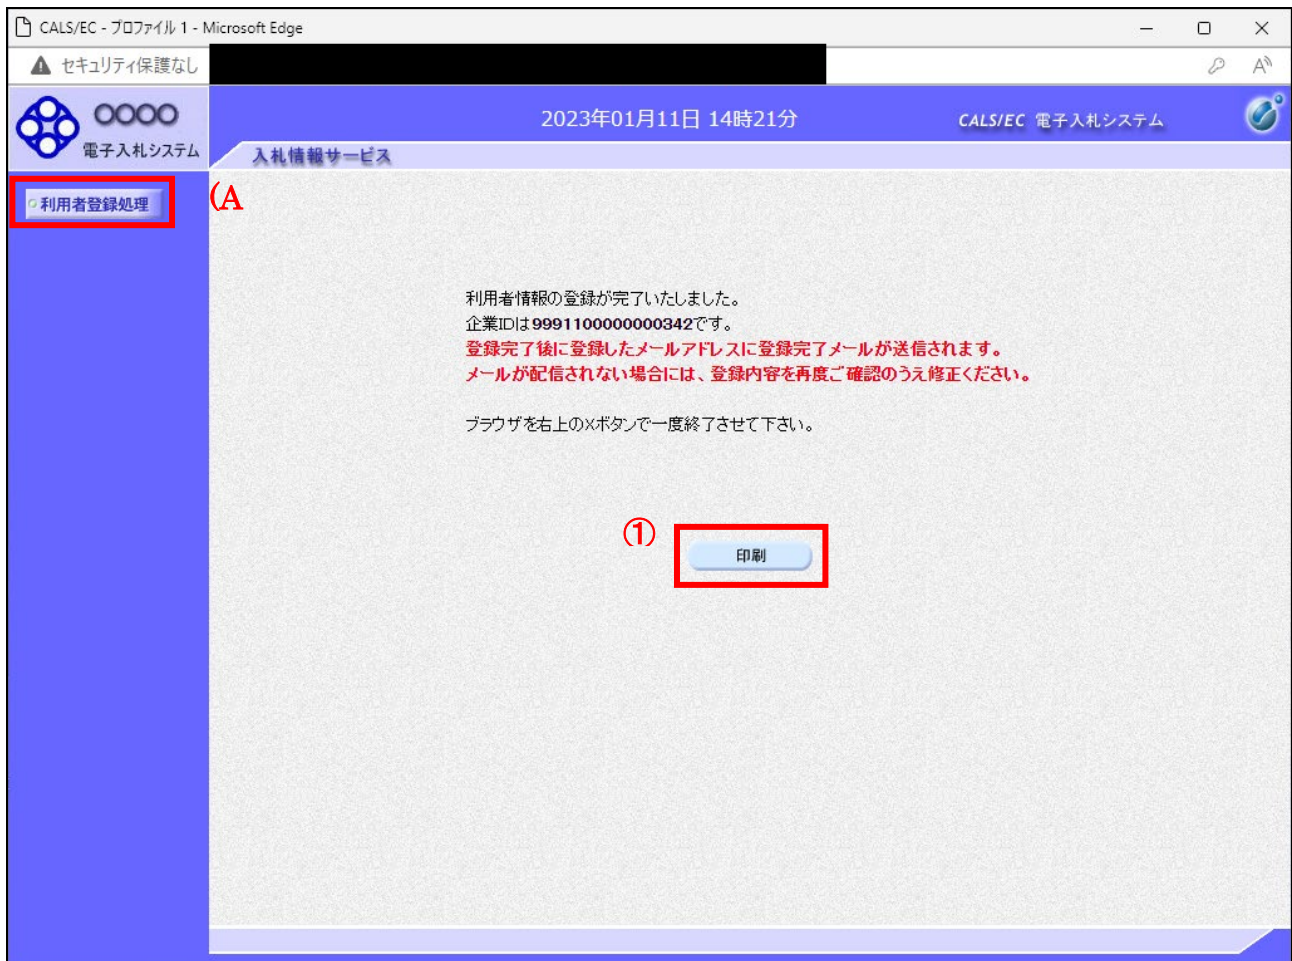 CALS/EC - プロファイル 1 - Microsoft Edge
セキュリティ保護なし
OOOO
電子入札システム
2023年01月11日 14時21分
CALS/EC 電子入札システム
入札情報サービス
利用者登録処理
(A
利用者情報の登録が完了いたしました。
企業IDは9991100000000342です。
登録完了後に登録したメールアドレスに登録完了メールが送信されます。
メールが配信されない場合には、登録内容を再度ご確認のうえ修正ください。
ブラウザを右上の×ボタンで一度終了させて下さい。
①
印刷